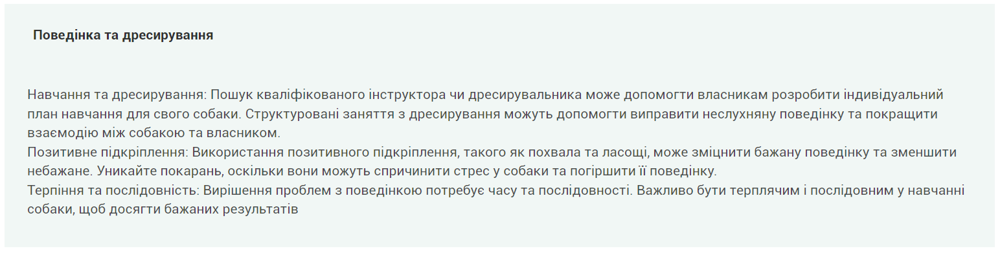 Поведінка та дресирування
Навчання та дресирування: Пошук кваліфікованого інструктора чи дресирувальника може допомогти власникам розробити індивідуальний
план навчання для свого собаки. Структуровані заняття з дресирування можуть допомогти виправити неслухняну поведінку та покращити
взаємодію між собакою та власником.
Позитивне підкріплення: Використання позитивного підкріплення, такого як похвала та ласощі, може зміцнити бажану поведінку та зменшити
небажане. Уникайте покарань, оскільки вони можуть спричинити стрес у собаки та погіршити її поведінку.
Терпіння та послідовність: Вирішення проблем з поведінкою потребує часу та послідовності. Важливо бути терплячим і послідовним у навчанні
собаки, щоб досягти бажаних результатів